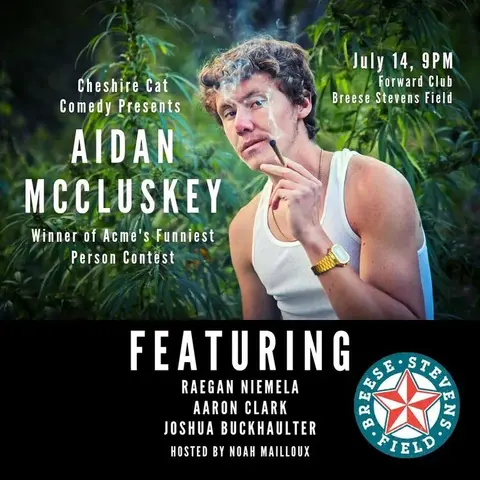 Cheshire Cat
Comedy Presents
AIDAN
MCCLUSKEY
Winner of Acme's Funniest
Person Contest
July 14, 9PM
Forward Club
Breese Stevens Field
FEATURING
RAEGAN NIEMELA
AARON CLARK
JOSHUA BUCKHAULTER
HOSTED BY NOAH MAILLOUX
BREESE · STEVENS
· FIELD ·